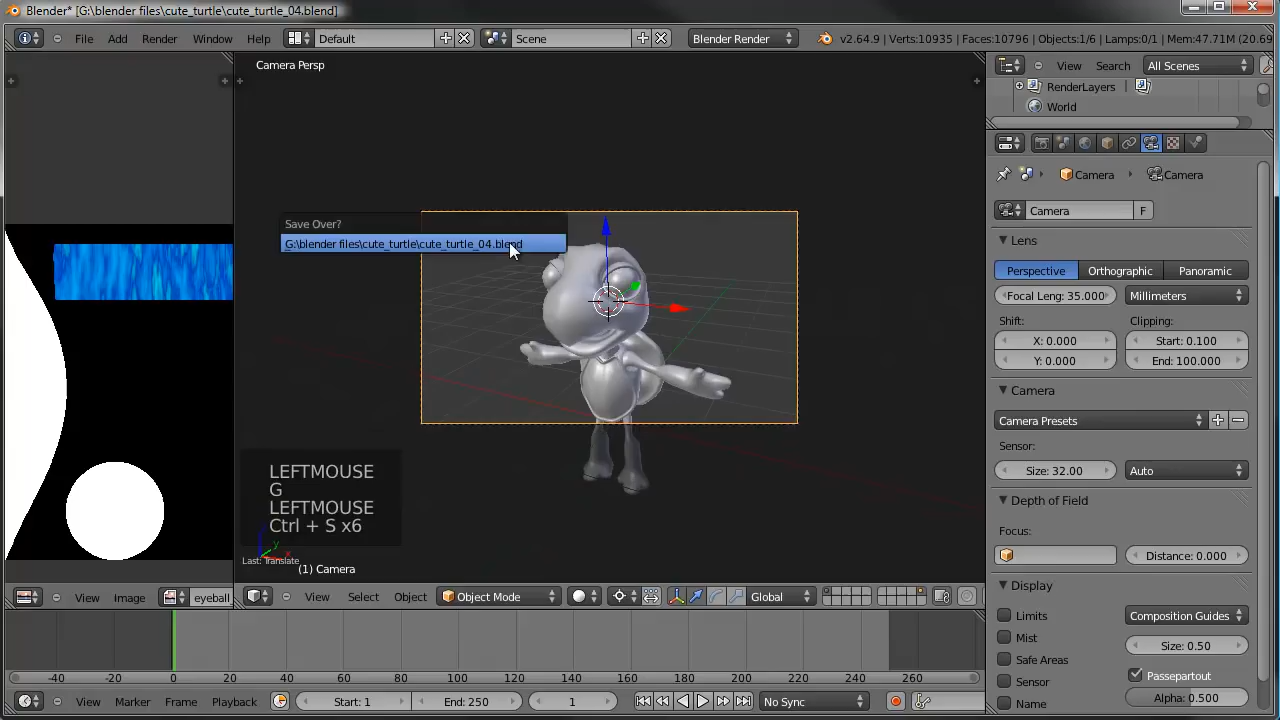 Blender* [G:\blender files\cute_turtle\cute_turtle_04.blend]
File Add Render Window Help Default Scene Blender Render v2.64.9 | Verts:10935 | Faces:10796 | Objects:1/6 | Lamps:0/1 | Mem:47.71M (20.69
View Search All Scenes
RenderLayers
World
Camera Persp
Save Over?
G:\blender files\cute_turtle\cute_turtle_04.blend
LEFTMOUSE
G
LEFTMOUSE
Ctrl + S x6
z
y
x
Last: Translate
(1) Camera
Camera Camera
Camera F
Lens
Perspective Orthographic Panoramic
Focal Len: 35.000 Millimeters
Shift: Clipping:
X: 0.000 Start: 0.100
Y: 0.000 End: 100.000
Camera
Camera Presets
Sensor:
Size: 32.00 Auto
Depth of Field
Focus:
Distance: 0.000
Display
Limits Composition Guides
Mist Size: 0.50
Safe Areas
Sensor Passepartout
Name Alpha: 0.500
View Image eyeball
View Select Object Object Mode Global
-40 -20 0 20 40 60 80 100 120 140 160 180 200 220 240 260
View Marker Frame Playback Start: 1 End: 250 1 No Sync